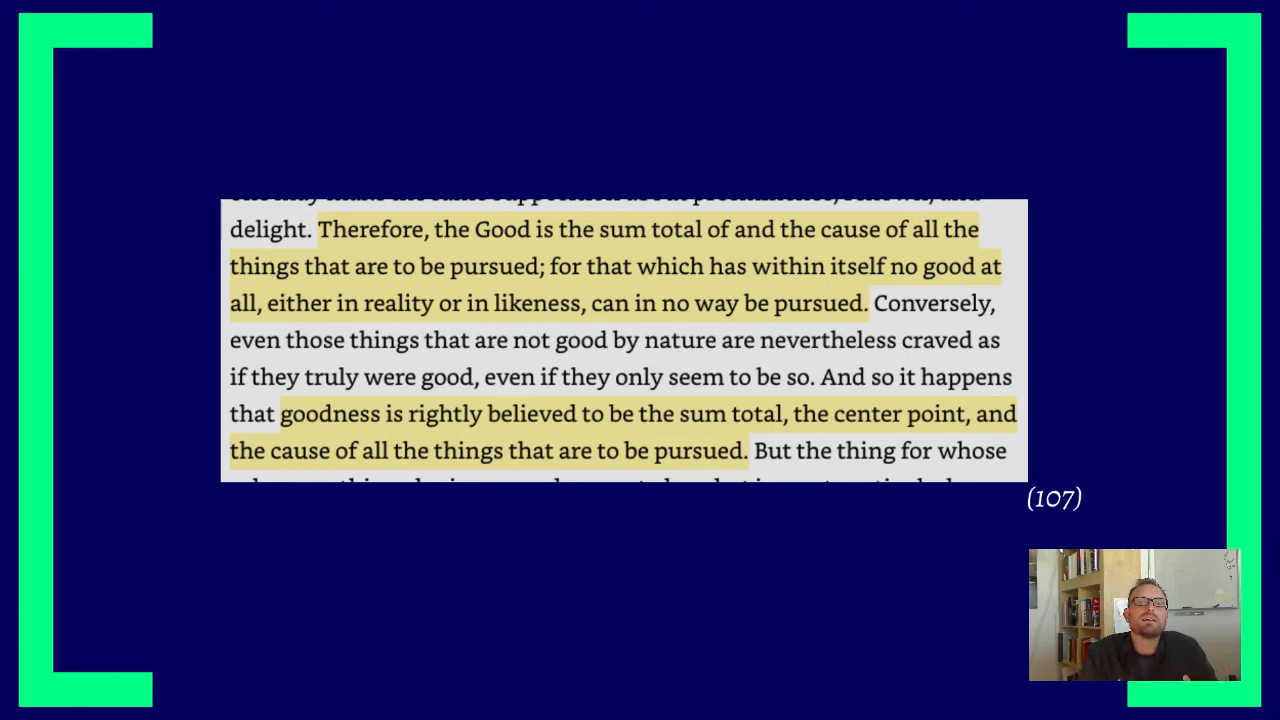 delight. Therefore, the Good is the sum total of and the cause of all the
things that are to be pursued; for that which has within itself no good at
all, either in reality or in likeness, can in no way be pursued. Conversely,
even those things that are not good by nature are nevertheless craved as
if they truly were good, even if they only seem to be so. And so it happens
that goodness is rightly believed to be the sum total, the center point, and
the cause of all the things that are to be pursued. But the thing for whose
(107)